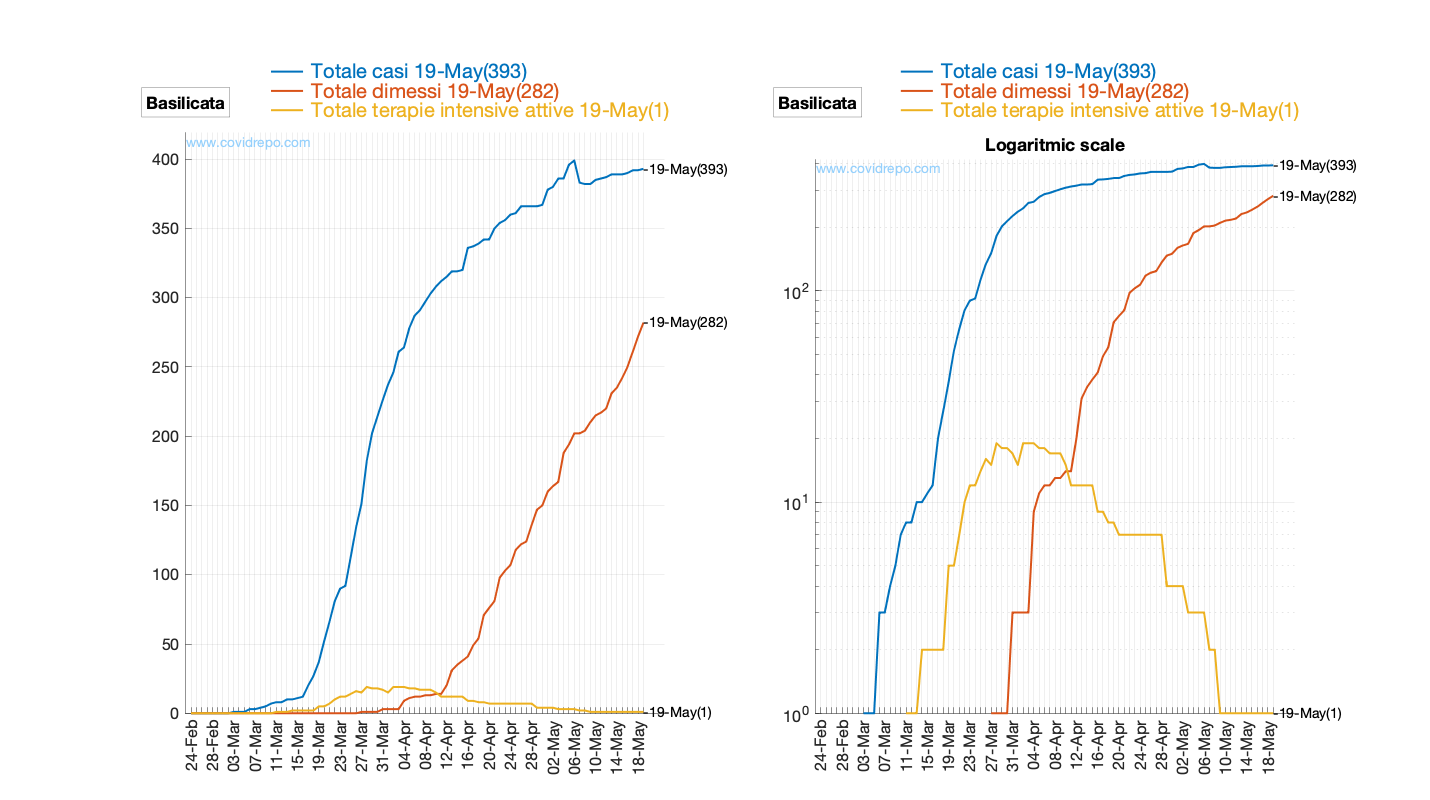 Totale casi 19-May(393)
Totale dimessi 19-May(282)
Totale terapie intensive attive 19-May(1)
Basilicata
www.covidrepo.com
400
350
300
250
200
150
100
50
0
19-May(393)
19-May(282)
19-May(1)
24-Feb
28-Feb
03-Mar
07-Mar
11-Mar
15-Mar
19-Mar
23-Mar
27-Mar
31-Mar
04-Apr
08-Apr
12-Apr
16-Apr
20-Apr
24-Apr
28-Apr
02-May
06-May
10-May
14-May
18-May
Totale casi 19-May(393)
Totale dimessi 19-May(282)
Totale terapie intensive attive 19-May(1)
Basilicata
Logaritmic scale
www.covidrepo.com
10²
10¹
10⁰
19-May(393)
19-May(282)
19-May(1)
24-Feb
28-Feb
03-Mar
07-Mar
11-Mar
15-Mar
19-Mar
23-Mar
27-Mar
31-Mar
04-Apr
08-Apr
12-Apr
16-Apr
20-Apr
24-Apr
28-Apr
02-May
06-May
10-May
14-May
18-May